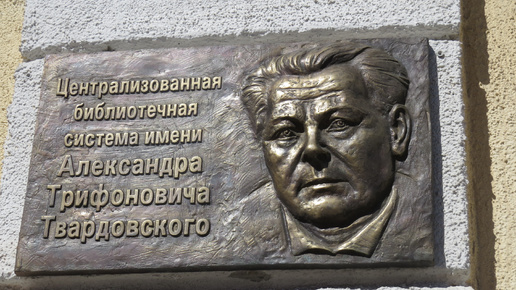 Централизованная
библиотечная
система имени
Александра
Трифоновича
Твардовского